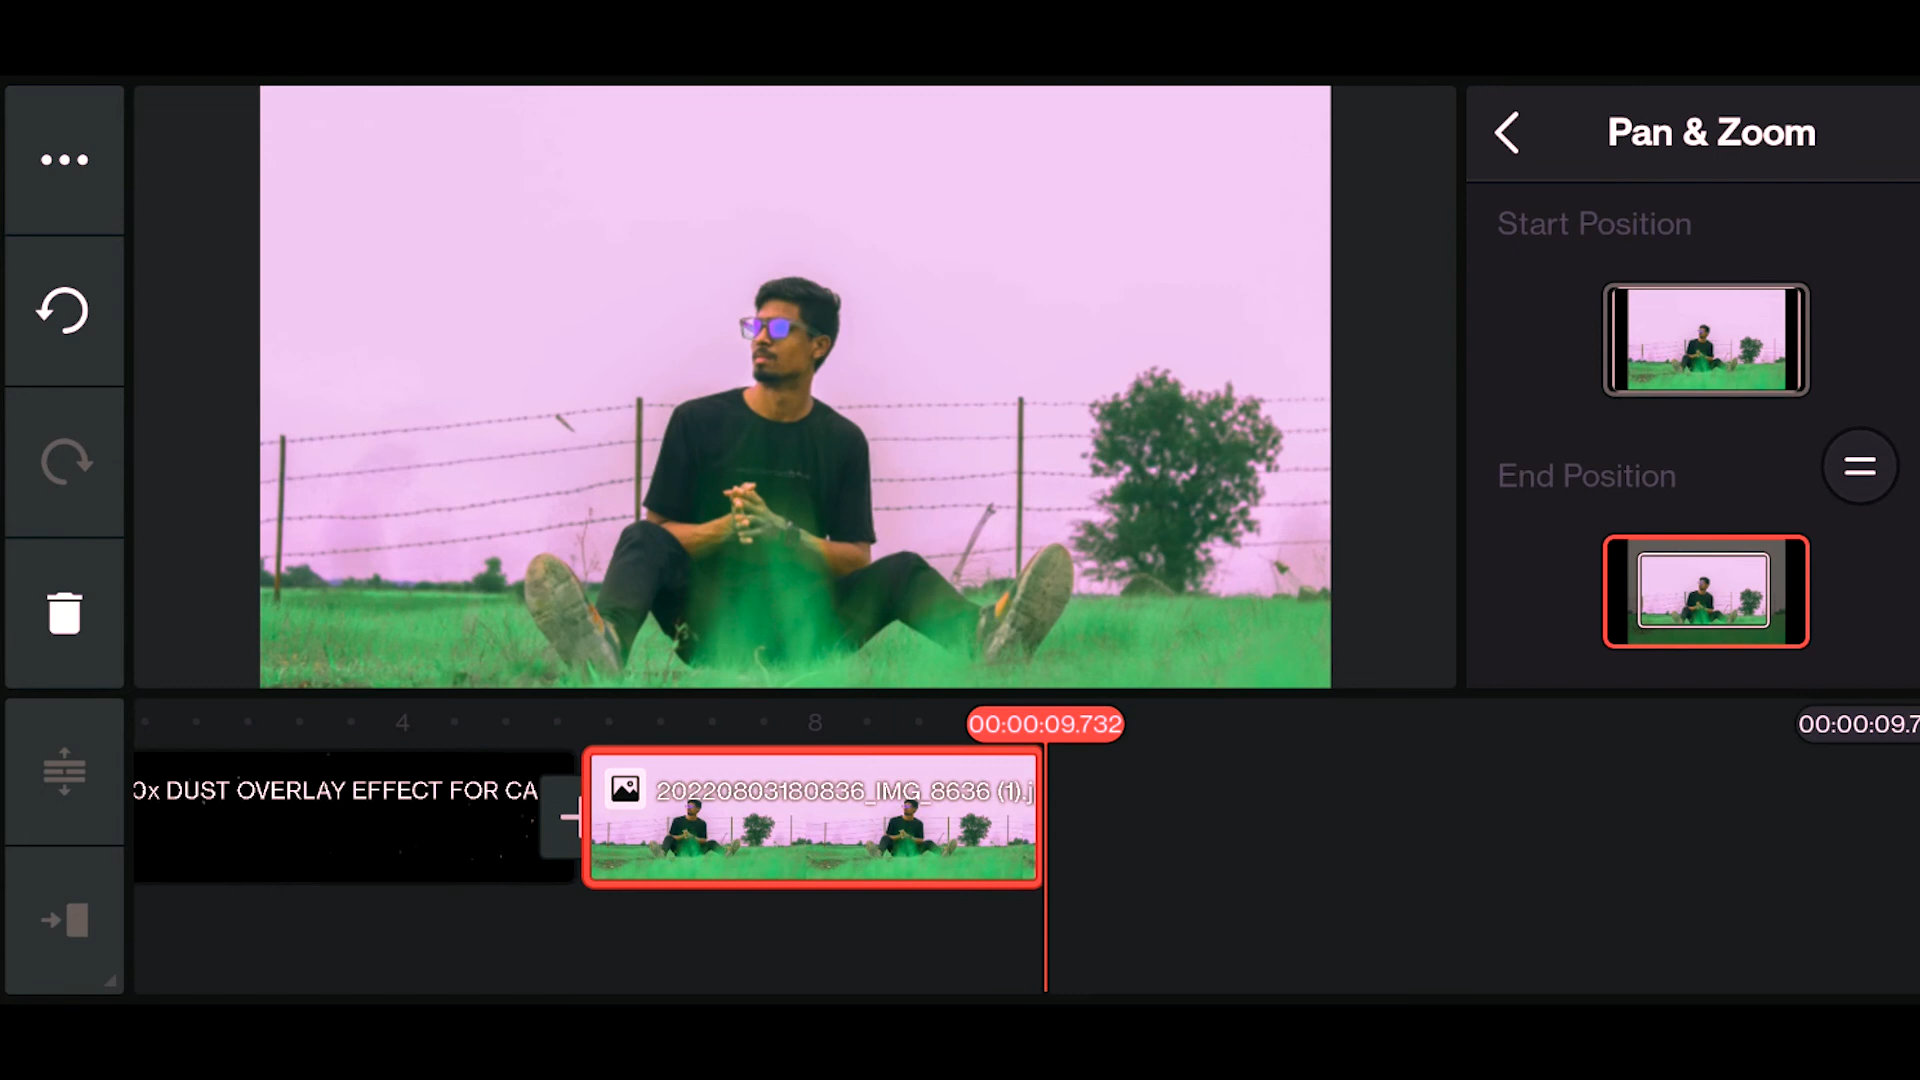 Pan & Zoom
Start Position
End Position
4
8
00:00:09.732
00:00:09.7
0x DUST OVERLAY EFFECT FOR CA
20220803180836_IMG_8636 (1).j